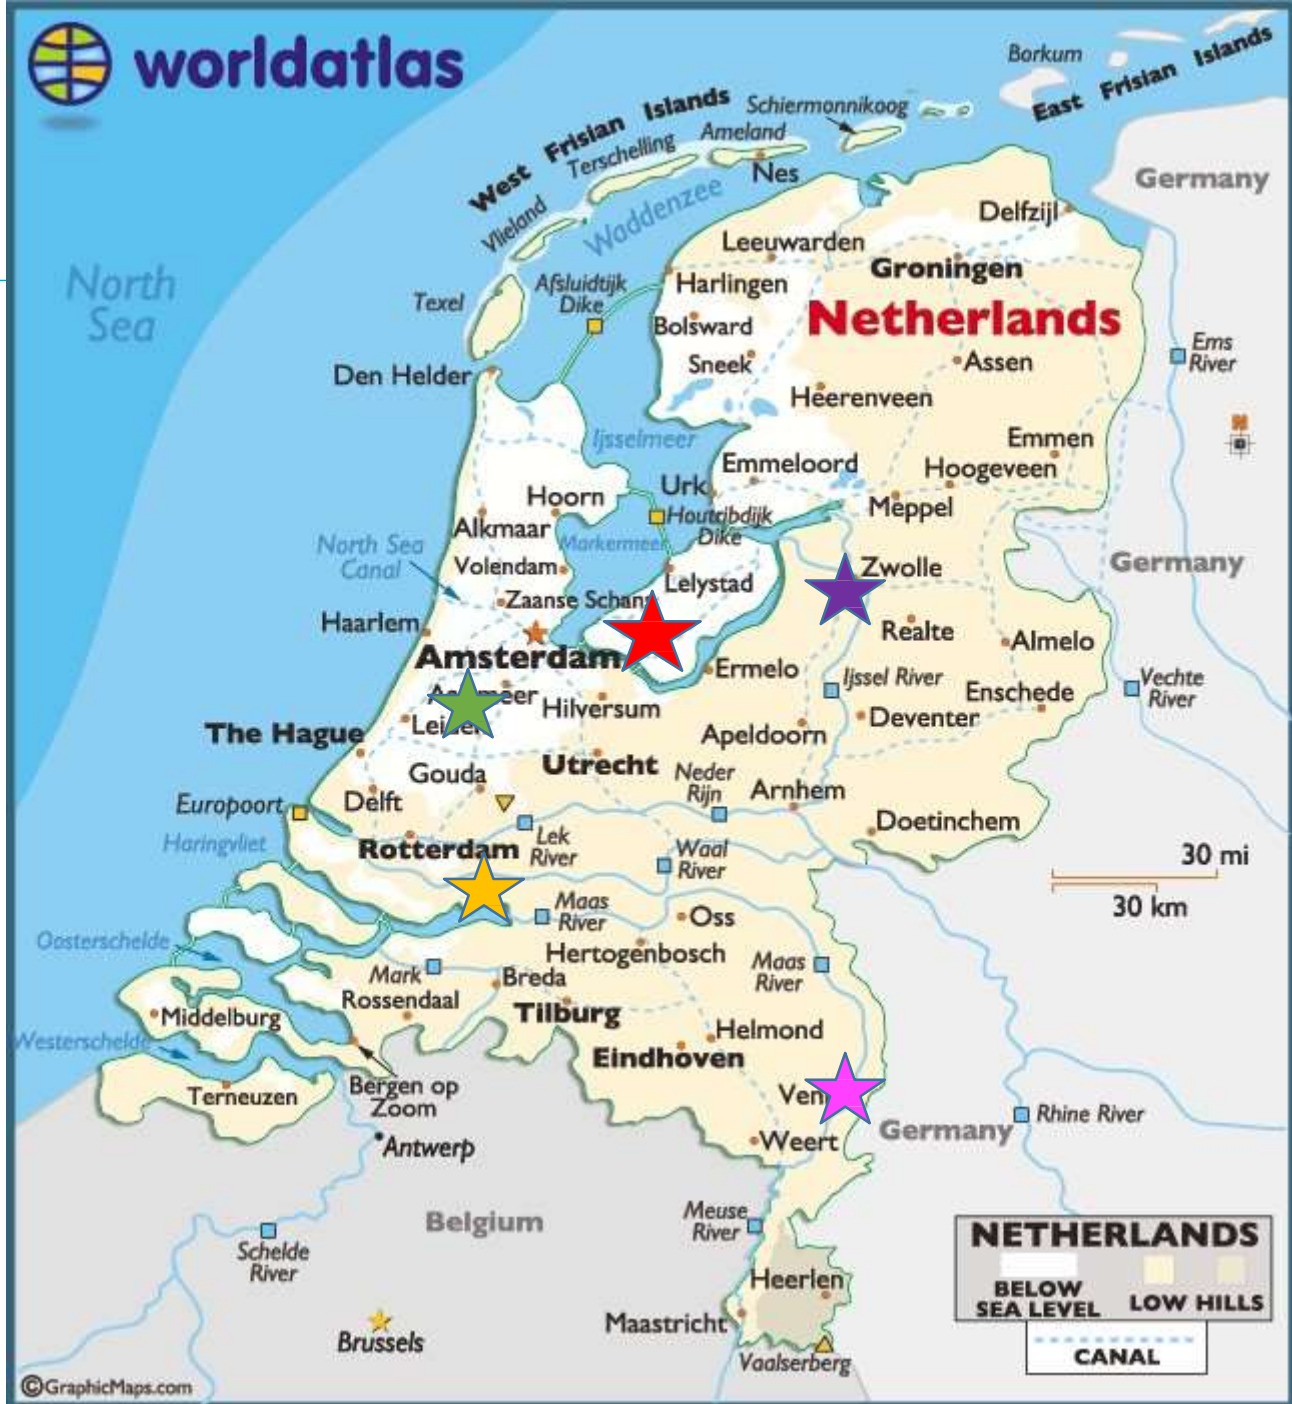 worldatlas
Borkum
East Frisian Islands
West Frisian Islands
Schiermonnikoog
Ameland
Terschelling
Nes
Vlieland
Waddenzee
Germany
Delfzijl
Leeuwarden
Groningen
North
Sea
Texel
Afsluidtijk
Dike
Harlingen
Netherlands
Bolsward
Sneek
Ems
River
Assen
Den Helder
Heerenveen
Ijsselmeer
Emmen
Emmeloord
Hoogeveen
Urk
Hoorn
Meppel
Alkmaar
Houtribdijk
Dike
Markermeer
North Sea
Canal
Volendam
Zwolle
Germany
Lelystad
Zaanse Schans
Haarlem
Realte
Almelo
Amsterdam
Ermelo
Ijssel River
Enschede
Vechte
River
Hilversum
Deventer
The Hague
Apeldoorn
Utrecht
Gouda
Neder
Rijn
Arnhem
Europoort
Delft
Doetinchem
Haringvliet
Rotterdam
Lek
River
Waal
River
30 mi
30 km
Maas
River
Oss
Oosterschelde
Hertogenbosch
Mark
Breda
Maas
River
Rossendaal
Middelburg
Tilburg
Helmond
Westerschelde
Eindhoven
Terneuzen
Bergen op
Zoom
Ven
Rhine River
Germany
Weert
Antwerp
Belgium
Meuse
River
Schelde
River
NETHERLANDS
BELOW
SEA LEVEL
LOW HILLS
CANAL
Heerlen
Maastricht
Brussels
Vaalserberg
©GraphicMaps.com